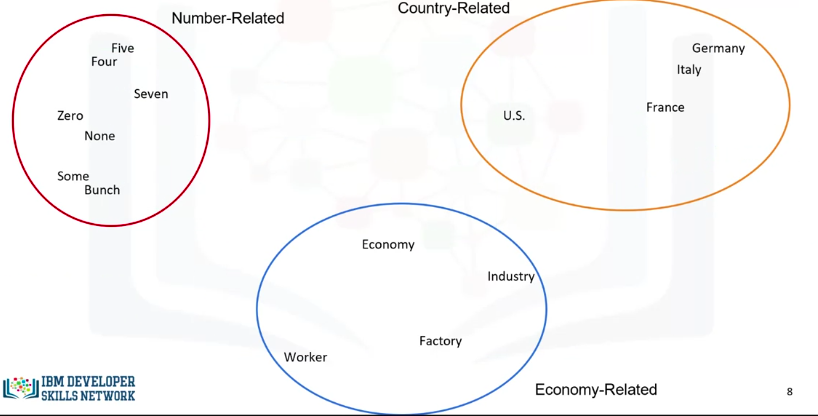 Number-Related
Five
Four
Seven
Zero
None
Some
Bunch
Country-Related
Germany
Italy
France
U.S.
Economy
Industry
Factory
Worker
Economy-Related
IBM DEVELOPER
SKILLS NETWORK
8